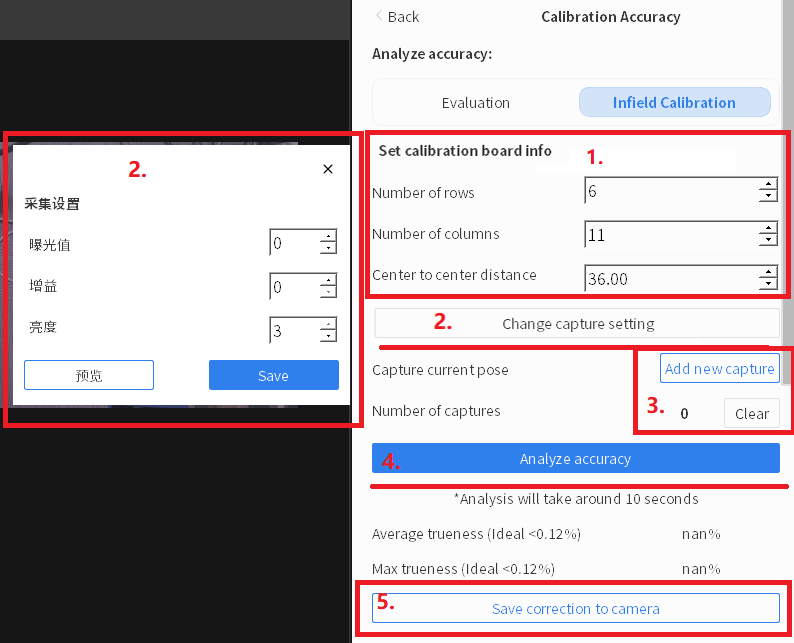 Back
Calibration Accuracy
Analyze accuracy:
Evaluation
Infield Calibration
2.
采集设置
曝光值 0
增益 0
亮度 3
预览
Save
Set calibration board info
1.
Number of rows 6
Number of columns 11
Center to center distance 36.00
2.
Change capture setting
Capture current pose
Add new capture
Number of captures
3.
0
Clear
4.
Analyze accuracy
*Analysis will take around 10 seconds
Average trueness (Ideal <0.12%) nan%
Max trueness (Ideal <0.12%) nan%
5.
Save correction to camera